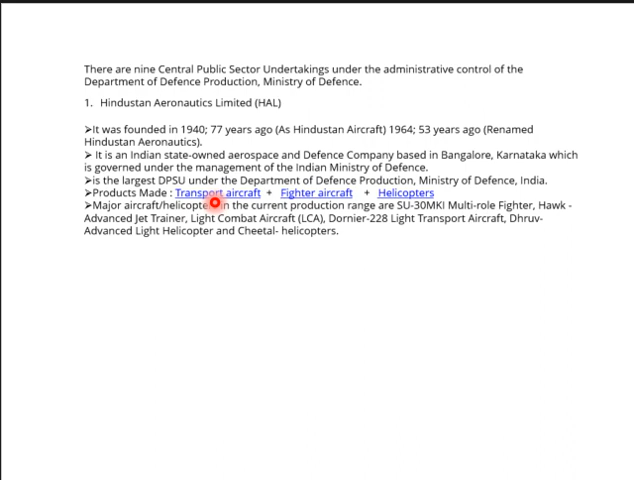 There are nine Central Public Sector Undertakings under the administrative control of the
Department of Defence Production, Ministry of Defence.
1. Hindustan Aeronautics Limited (HAL)
➢It was founded in 1940; 77 years ago (As Hindustan Aircraft) 1964; 53 years ago (Renamed
Hindustan Aeronautics).
➢ It is an Indian state-owned aerospace and Defence Company based in Bangalore, Karnataka which
is governed under the management of the Indian Ministry of Defence.
➢is the largest DPSU under the Department of Defence Production, Ministry of Defence, India.
➢Products Made : Transport aircraft + Fighter aircraft + Helicopters
➢Major aircraft/helicopte in the current production range are SU-30MKI Multi-role Fighter, Hawk -
Advanced Jet Trainer, Light Combat Aircraft (LCA), Dornier-228 Light Transport Aircraft, Dhruv-
Advanced Light Helicopter and Cheetal- helicopters.